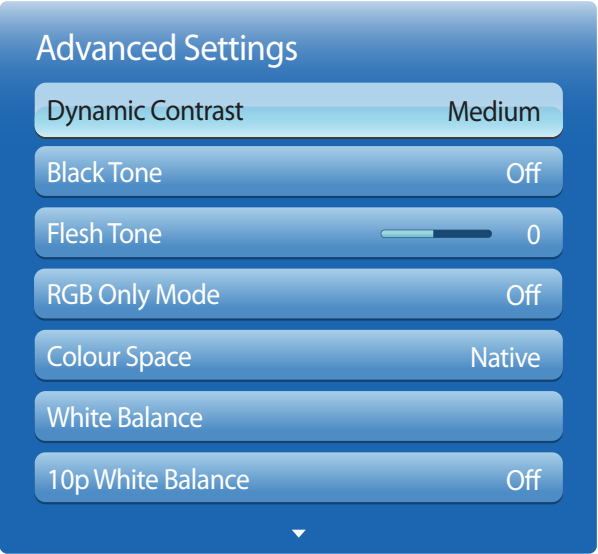 Advanced Settings
Dynamic Contrast Medium
Black Tone Off
Flesh Tone 0
RGB Only Mode Off
Colour Space Native
White Balance
10p White Balance Off